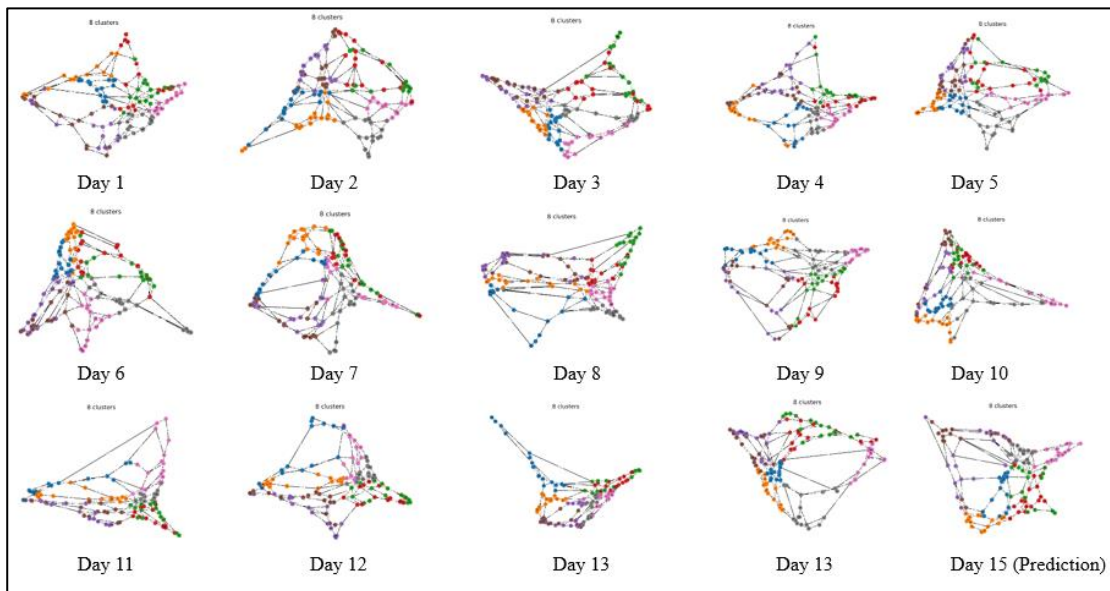 8 clusters
8 clusters
8 clusters
8 clusters
8 clusters
Day 1
Day 2
Day 3
Day 4
Day 5
8 clusters
8 clusters
8 clusters
8 clusters
8 clusters
Day 6
Day 7
Day 8
Day 9
Day 10
8 clusters
8 clusters
8 clusters
8 clusters
8 clusters
Day 11
Day 12
Day 13
Day 13
Day 15 (Prediction)